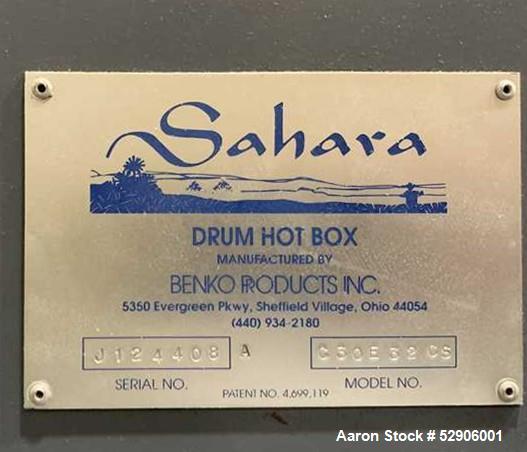 Sahara
DRUM HOT BOX
MANUFACTURED BY
BENKO PRODUCTS INC.
5350 Evergreen Pkwy, Sheffield Village, Ohio 44054
(440) 934-2180
J124408 A C30E32CS
SERIAL NO. MODEL NO.
PATENT NO. 4,699,119
Aaron Stock # 52906001